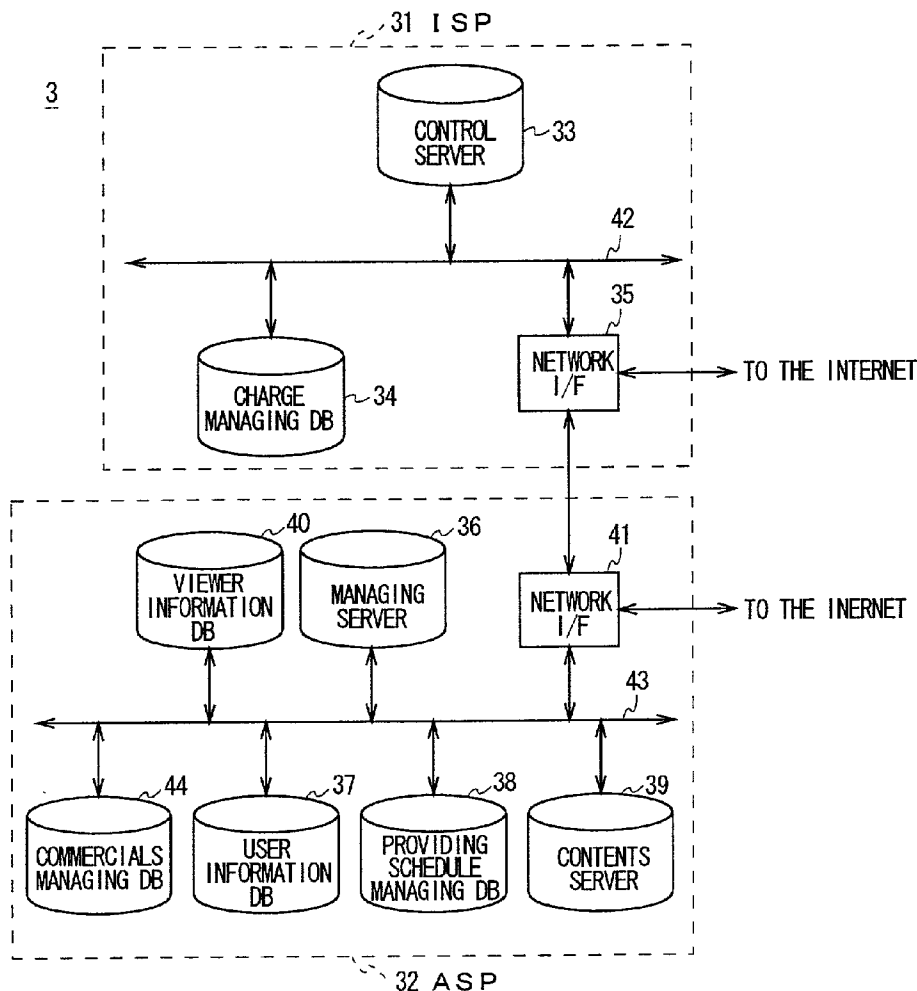 31 ISP
3
CONTROL
SERVER
33
42
35
NETWORK
I/F
TO THE INTERNET
CHARGE
MANAGING DB
34
40
36
41
VIEWER
INFORMATION
DB
MANAGING
SERVER
NETWORK
I/F
TO THE INERNET
43
44
37
38
39
COMMERCIALS
MANAGING DB
USER
INFORMATION
DB
PROVIDING
SCHEDULE
MANAGING DB
CONTENTS
SERVER
32 ASP